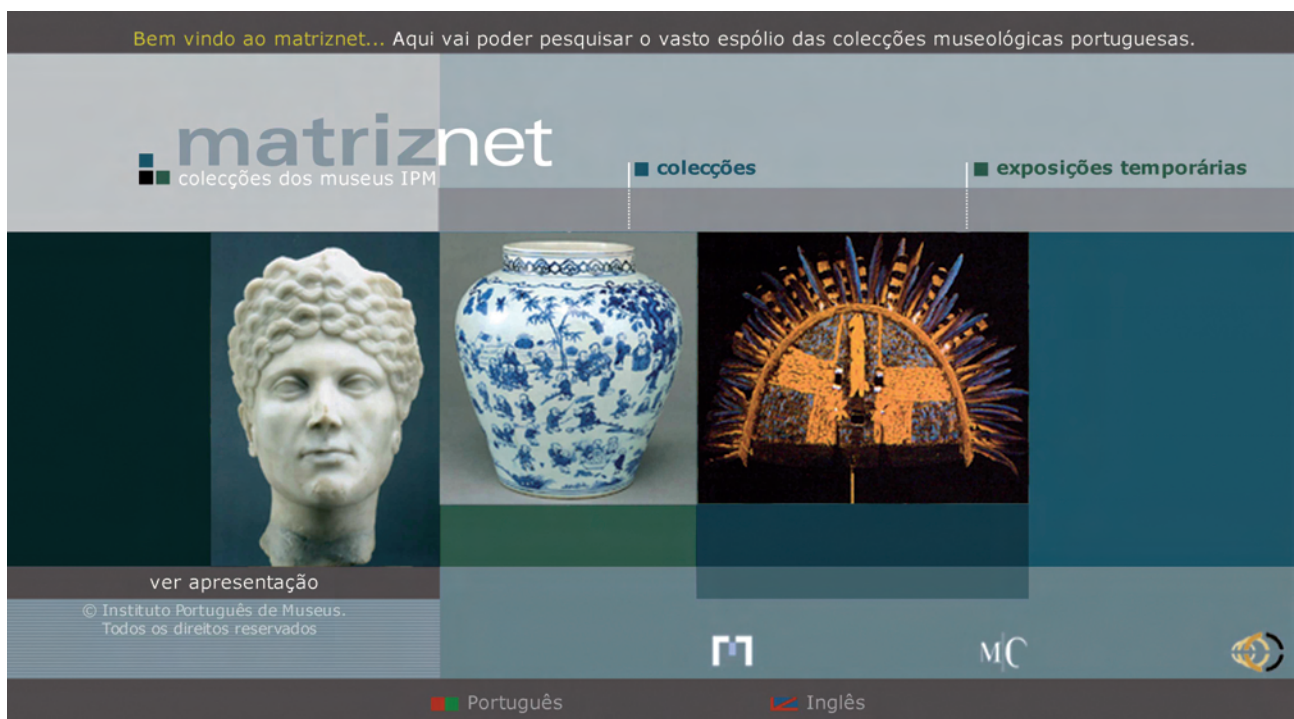 Bem vindo ao matriznet... Aqui vai poder pesquisar o vasto espólio das colecções museológicas portuguesas.
matriznet
colecções dos museus IPM
colecções
exposições temporárias
ver apresentação
© Instituto Português de Museus.
Todos os direitos reservados
M|C
Português
Inglês